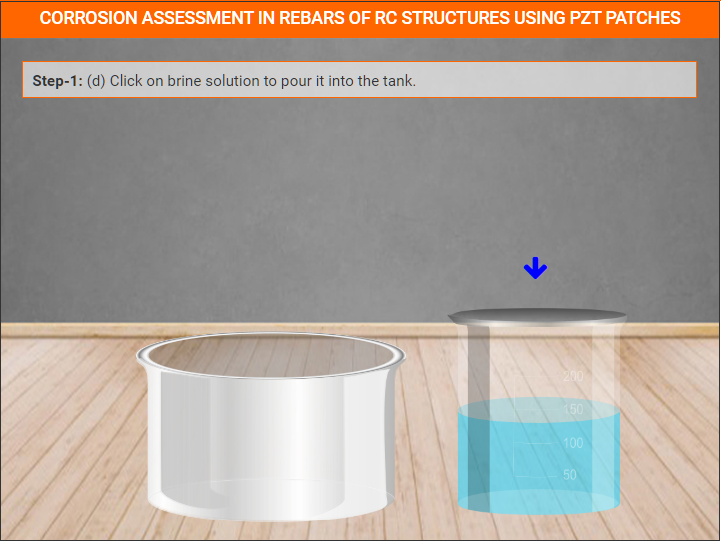 CORROSION ASSESSMENT IN REBARS OF RC STRUCTURES USING PZT PATCHES
Step-1: (d) Click on brine solution to pour it into the tank.
200
150
100
50